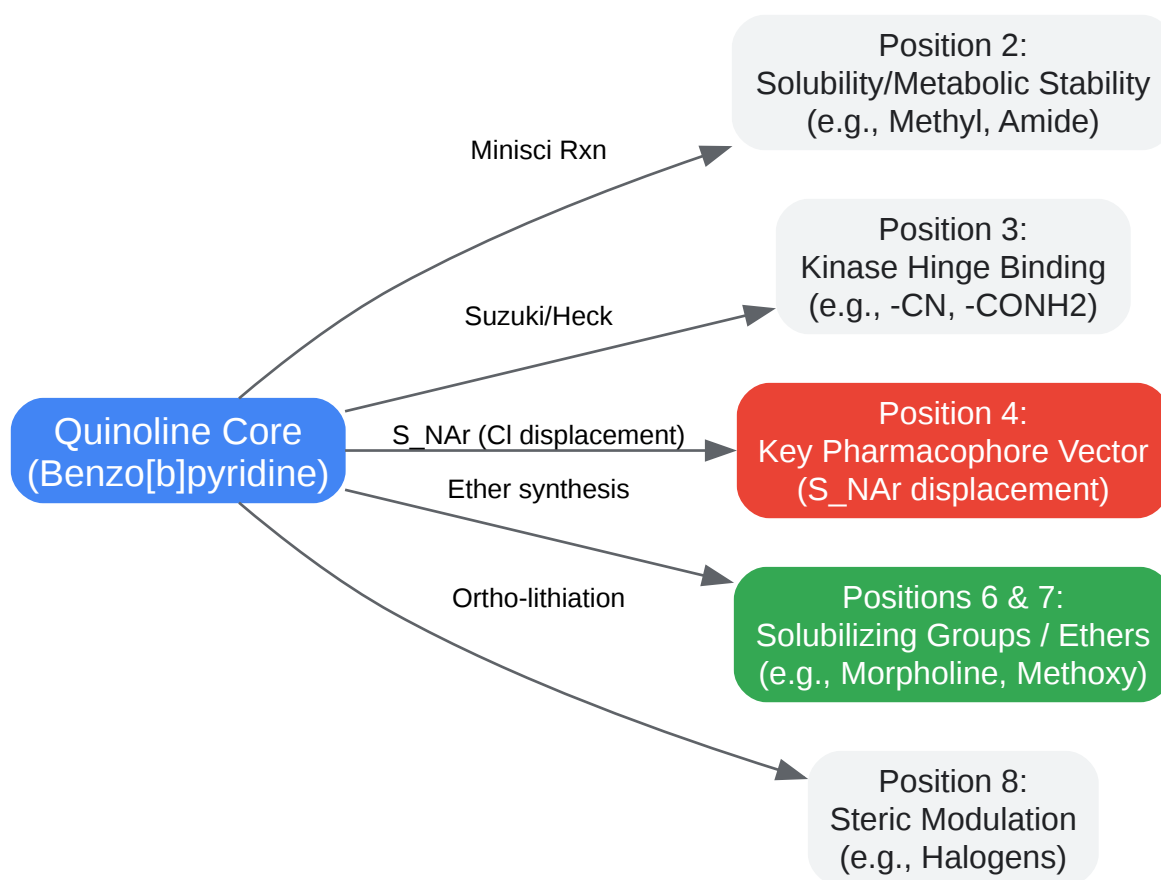 Position 2:
Solubility/Metabolic Stability
(e.g., Methyl, Amide)
Minisci Rxn
Position 3:
Kinase Hinge Binding
(e.g., -CN, -CONH2)
Suzuki/Heck
Quinoline Core
(Benzo[b]pyridine)
S_NAr (Cl displacement)
Position 4:
Key Pharmacophore Vector
(S_NAr displacement)
Ether synthesis
Positions 6 & 7:
Solubilizing Groups / Ethers
(e.g., Morpholine, Methoxy)
Ortho-lithiation
Position 8:
Steric Modulation
(e.g., Halogens)